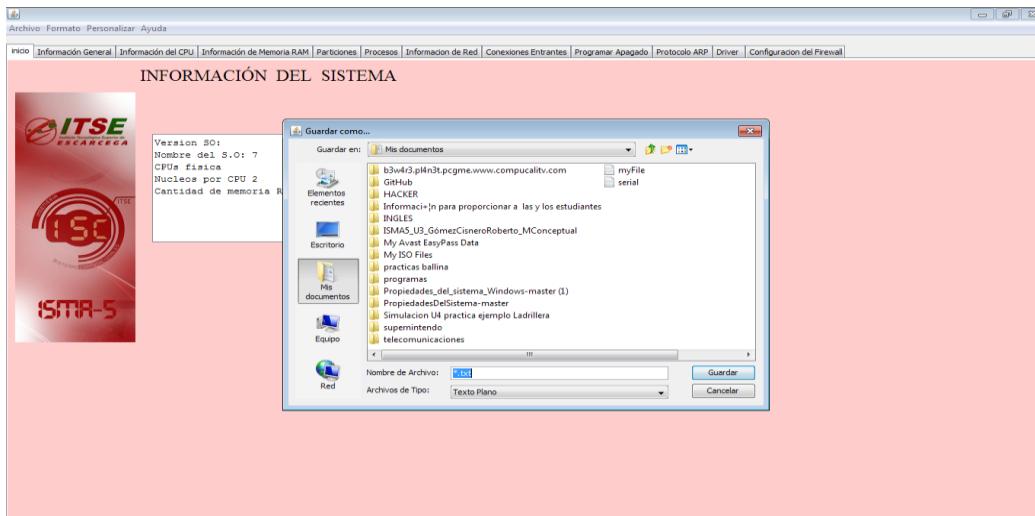 Archivo Formato Personalizar Ayuda
inicio Información General Información del CPU Información de Memoria RAM Particiones Procesos Informacion de Red Conexiones Entrantes Programar Apagado Protocolo ARP Driver Configuracion del Firewall
INFORMACIÓN DEL SISTEMA
ITSE
Instituto Tecnológico Superior de
ESCÁRCEGA
ITSE
ISC
ISMA-5
Version SO:
Nombre del S.O: 7
CPUs fisica
Nucleos por CPU 2
Cantidad de memoria R
Guardar como...
Guardar en: Mis documentos
Elementos recientes
Escritorio
Mis documentos
Equipo
Red
b3w4r3.pl4n3t.pcgme.www.compucalitv.com
GitHub
HACKER
Informaci+¦n para proporcionar a las y los estudiantes
INGLES
ISMA5_U3_GómezCisneroRoberto_MConceptual
My Avast EasyPass Data
My ISO Files
practicas ballina
programas
Propiedades_del_sistema_Windows-master (1)
PropiedadesDelSistema-master
Simulacion U4 practica ejemplo Ladrillera
supernintendo
telecomunicaciones
myFile
serial
Nombre de Archivo: *.txt
Guardar
Archivos de Tipo: Texto Plano
Cancelar